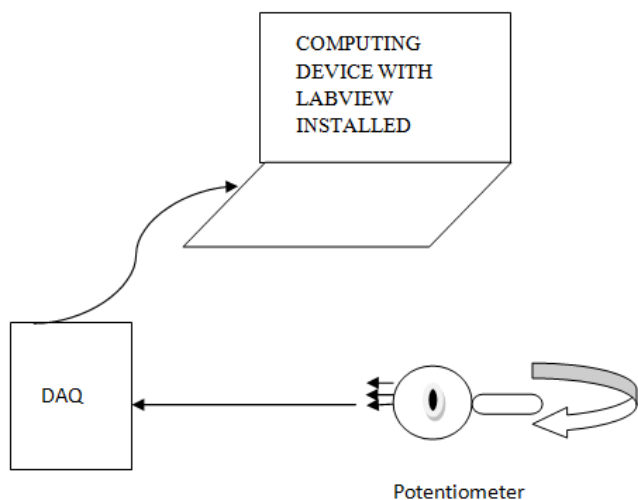 COMPUTING
DEVICE WITH
LABVIEW
INSTALLED
DAQ
Potentiometer